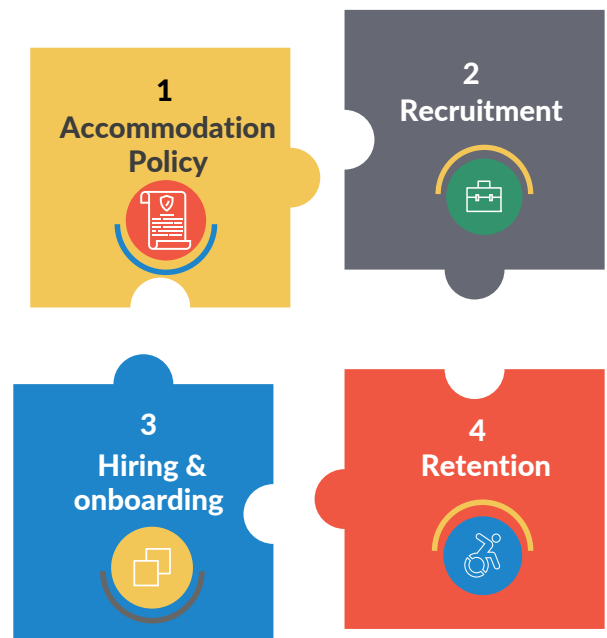 1
Accommodation
Policy
2
Recruitment
3
Hiring &
onboarding
4
Retention